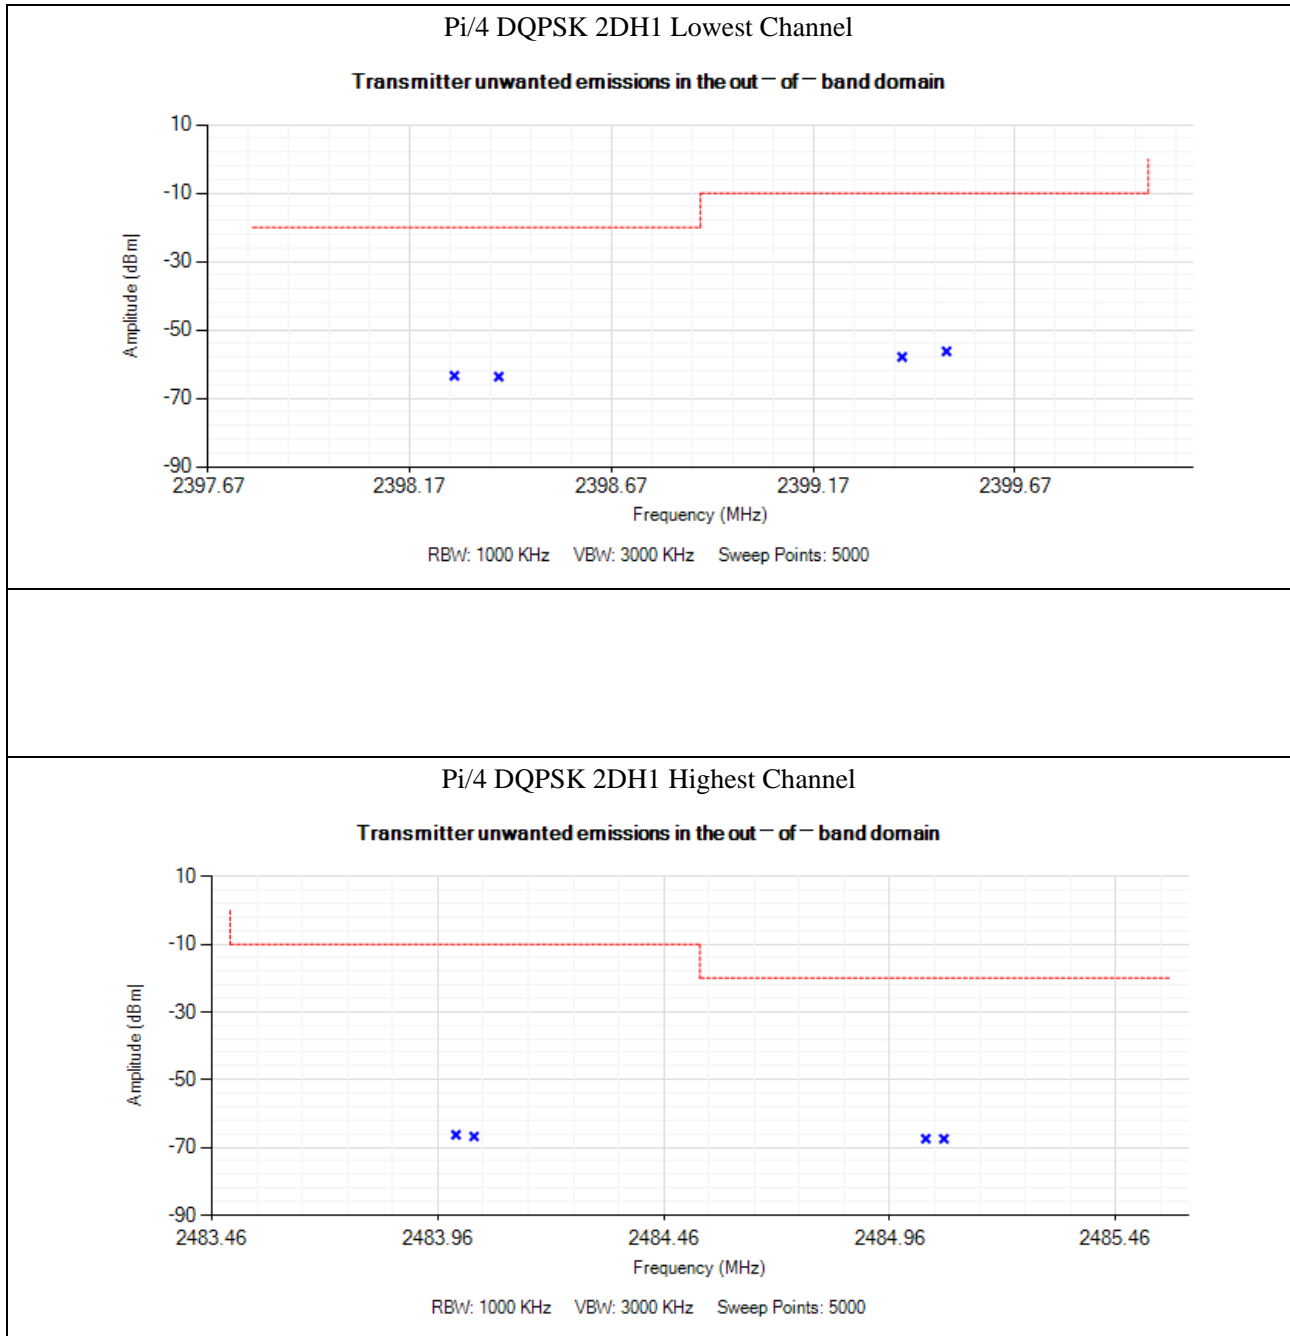 Pi/4 DQPSK 2DH1 Lowest Channel
Transmitter unwanted emissions in the out－of－band domain
10
-10
-30
-50
-70
-90
Amplitude (dBm)
2397.67 2398.17 2398.67 2399.17 2399.67
Frequency (MHz)
RBW: 1000 KHz VBW: 3000 KHz Sweep Points: 5000
Pi/4 DQPSK 2DH1 Highest Channel
Transmitter unwanted emissions in the out－of－band domain
10
-10
-30
-50
-70
-90
Amplitude (dBm)
2483.46 2483.96 2484.46 2484.96 2485.46
Frequency (MHz)
RBW: 1000 KHz VBW: 3000 KHz Sweep Points: 5000